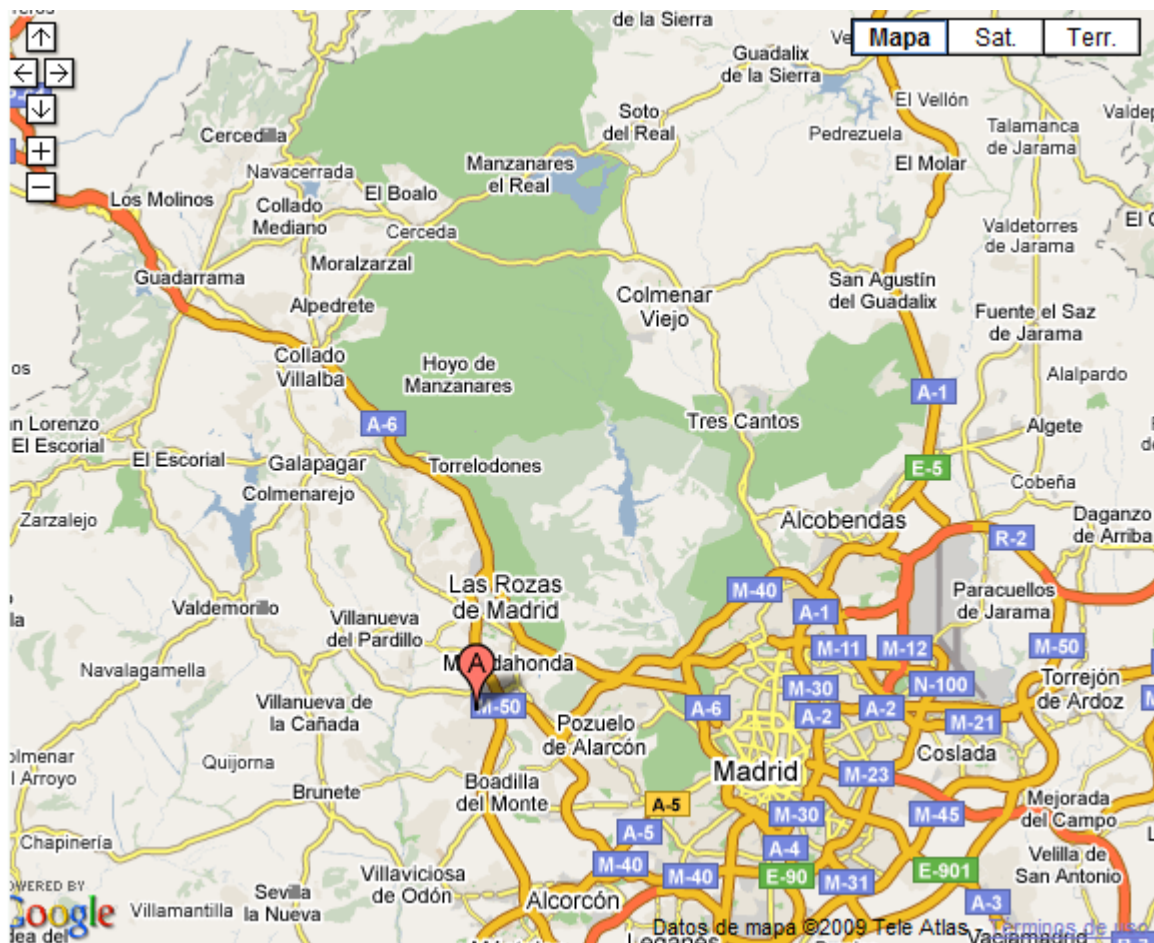 de la Sierra
Mapa
Sat.
Terr.
Guadalix
de la Sierra
El Vellón
Soto
del Real
Pedrezuela
Talamanca
de Jarama
Cercedilla
Navacerrada
Manzanares
el Real
El Molar
Los Molinos
El Boalo
Collado
Mediano
Cerceda
Valdetorres
de Jarama
Moralzarzal
Guadarrama
San Agustín
del Guadalix
Alpedrete
Colmenar
Viejo
Fuente el Saz
de Jarama
Collado
Villalba
Hoyo de
Manzanares
Alalpardo
A-1
A-6
Tres Cantos
Algete
El Escorial
El Escorial
Galapagar
Torrelodones
E-5
Colmenarejo
Cobeña
Zarzalejo
Alcobendas
Daganzo
de Arriba
R-2
Las Rozas
de Madrid
M-40
Paracuellos
de Jarama
Valdemorillo
Villanueva
del Pardillo
A-1
M-11
M-12
M-50
Navalagamella
A
M-30
N-100
Torrejón
de Ardoz
Villanueva de
la Cañada
M-50
A-6
A-2
A-2
M-21
Pozuelo
de Alarcón
Quijorna
Coslada
Madrid
M-23
Boadilla
del Monte
Brunete
A-5
M-30
M-45
Mejorada
del Campo
Chapinería
A-5
A-4
Velilla de
San Antonio
Villaviciosa
de Odón
M-40
M-40
E-90
M-31
E-901
POWERED BY
Google
Villamantilla
Sevilla
la Nueva
Alcorcón
A-3
Datos de mapa ©2009 Tele Atlas - Términos de uso
Leganés